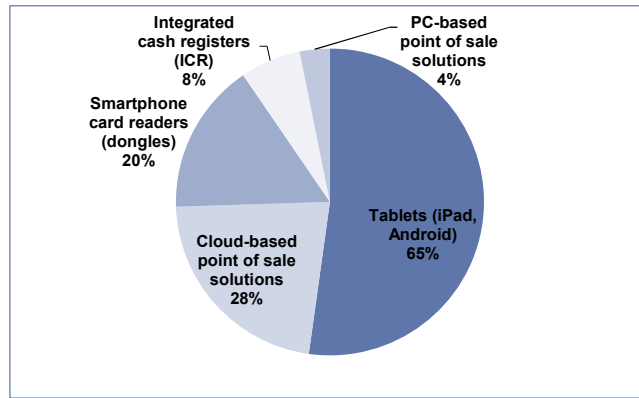 Integrated
cash registers
(ICR)
8%
PC-based
point of sale
solutions
4%
Smartphone
card readers
(dongles)
20%
Tablets (iPad,
Android)
65%
Cloud-based
point of sale
solutions
28%